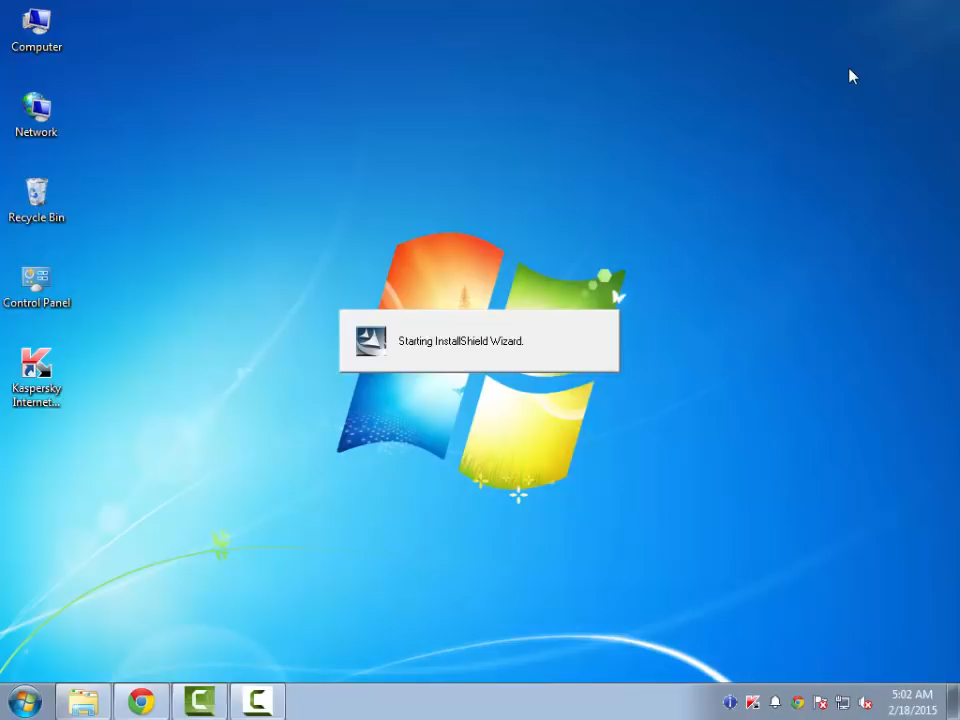 Computer
Network
Recycle Bin
Control Panel
Kaspersky
Internet...
Starting InstallShield Wizard.
5:02 AM
2/18/2015